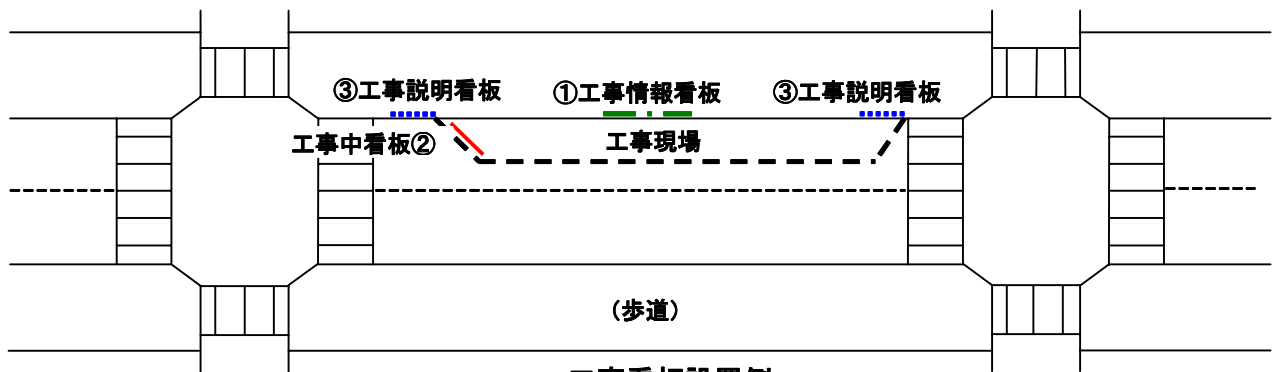 ③工事説明看板
①工事情報看板
③工事説明看板
工事中看板②
工事現場
(歩道)